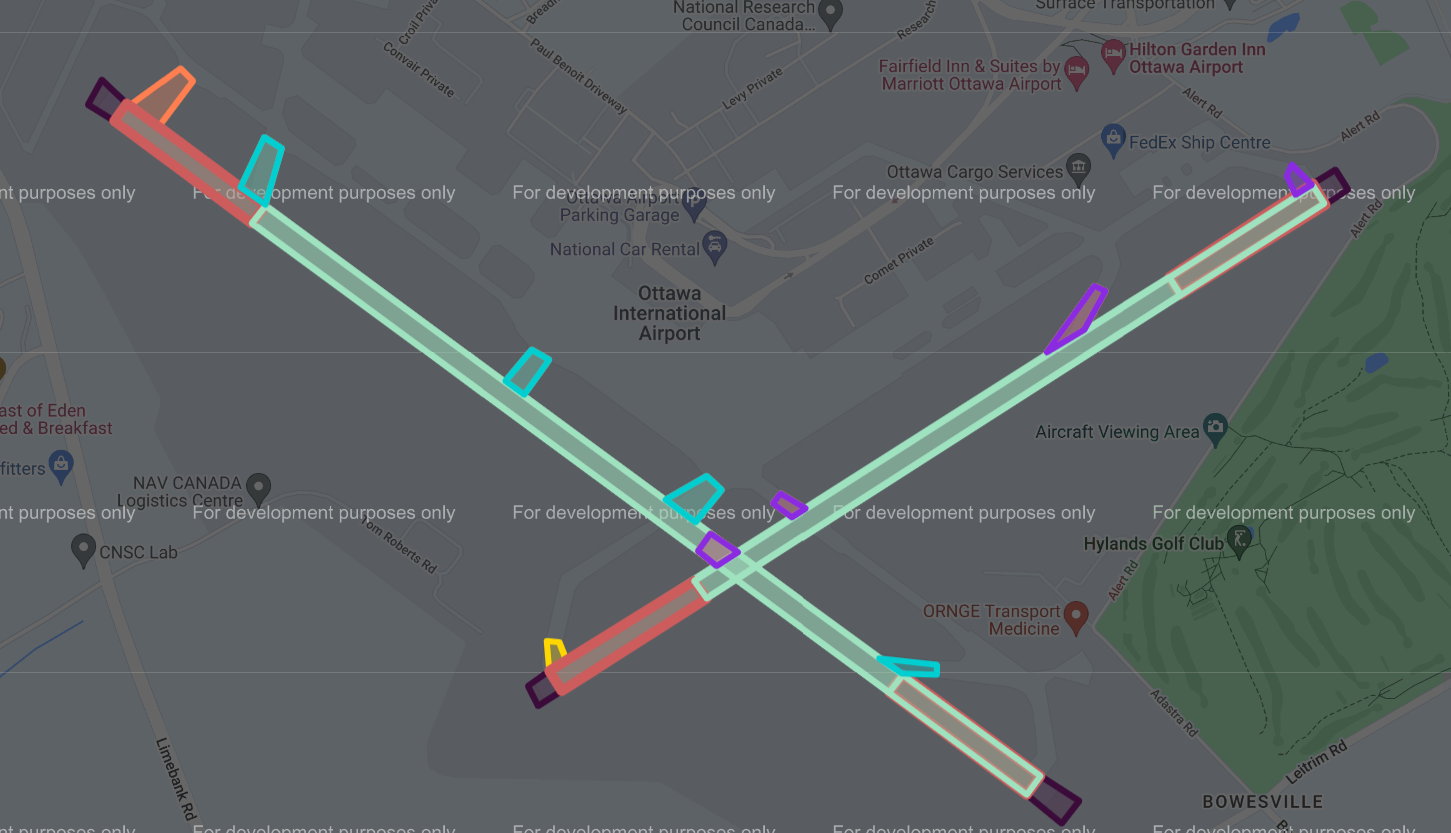 National Research
Council Canada...
Surface Transportation
Croil Priva
Breadn
Research
Convair Private
Paul Benoit Driveway
Levy Private
Fairfield Inn & Suites by
Marriott Ottawa Airport
Hilton Garden Inn
Ottawa Airport
Alert Rd
Alert Rd
FedEx Ship Centre
Ottawa Cargo Services
nt purposes only
For development purposes only
For development purposes only
For development purposes only
For development purposes only
Ottawa Airport
Parking Garage
P
National Car Rental
Comet Private
Alert Rd
Ottawa
International
Airport
ast of Eden
ed & Breakfast
fitters
Aircraft Viewing Area
NAV CANADA
Logistics Centre
nt purposes only
For development purposes only
For development purposes only
For development purposes only
For development purposes only
Tom Roberts Rd
CNSC Lab
Hylands Golf Club
Alert Rd
ORNGE Transport
Medicine
Adastra Rd
Limebank Rd
Leitrim Rd
BOWESVILLE
nt purposes only
For development purposes only
For development purposes only
For development purposes only
For development purposes only